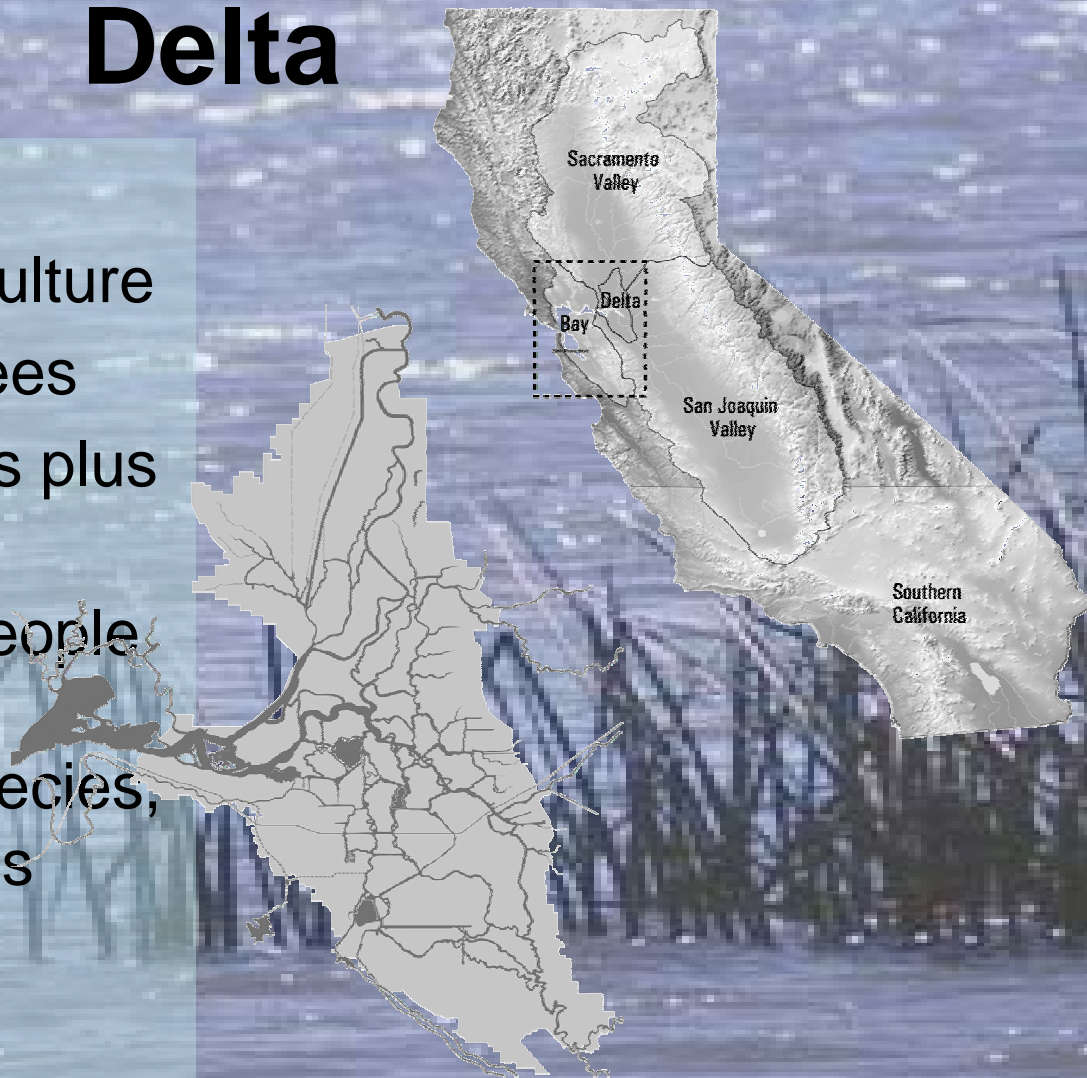 Delta
ulture
ees
s plus
eople
ecies,
s
Sacramento
Valley
Delta
Bay
San Joaquin
Valley
Southern
California